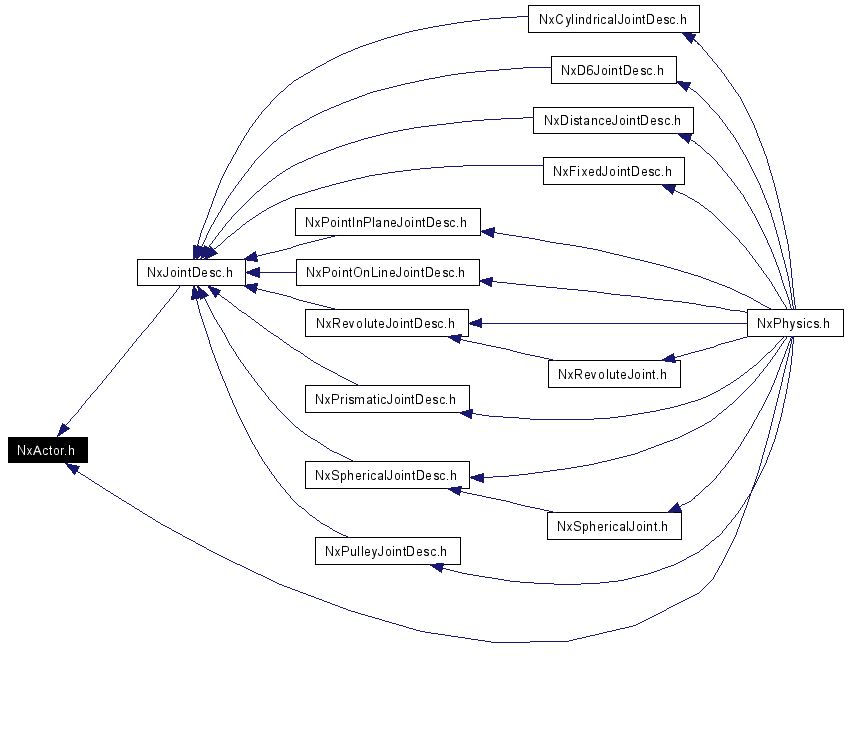 NxCylindricalJointDesc.h
NxD6JointDesc.h
NxDistanceJointDesc.h
NxFixedJointDesc.h
NxPointInPlaneJointDesc.h
NxJointDesc.h
NxPointOnLineJointDesc.h
NxRevoluteJointDesc.h
NxPhysics.h
NxRevoluteJoint.h
NxPrismaticJointDesc.h
NxActor.h
NxSphericalJointDesc.h
NxSphericalJoint.h
NxPulleyJointDesc.h